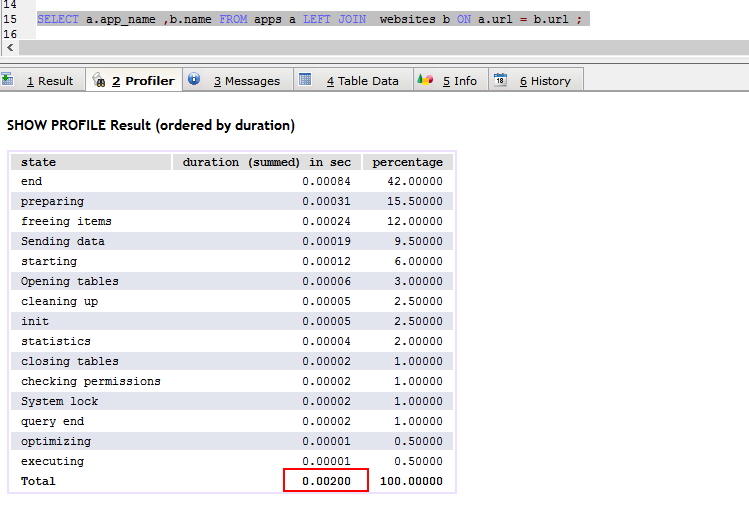 14
15 SELECT a.app_name ,b.name FROM apps a LEFT JOIN websites b ON a.url = b.url ;
16
1 Result 2 Profiler 3 Messages 4 Table Data 5 Info 18 6 History
SHOW PROFILE Result (ordered by duration)
state duration (summed) in sec percentage
end 0.00084 42.00000
preparing 0.00031 15.50000
freeing items 0.00024 12.00000
Sending data 0.00019 9.50000
starting 0.00012 6.00000
Opening tables 0.00006 3.00000
cleaning up 0.00005 2.50000
init 0.00005 2.50000
statistics 0.00004 2.00000
closing tables 0.00002 1.00000
checking permissions 0.00002 1.00000
System lock 0.00002 1.00000
query end 0.00002 1.00000
optimizing 0.00001 0.50000
executing 0.00001 0.50000
Total 0.00200 100.00000